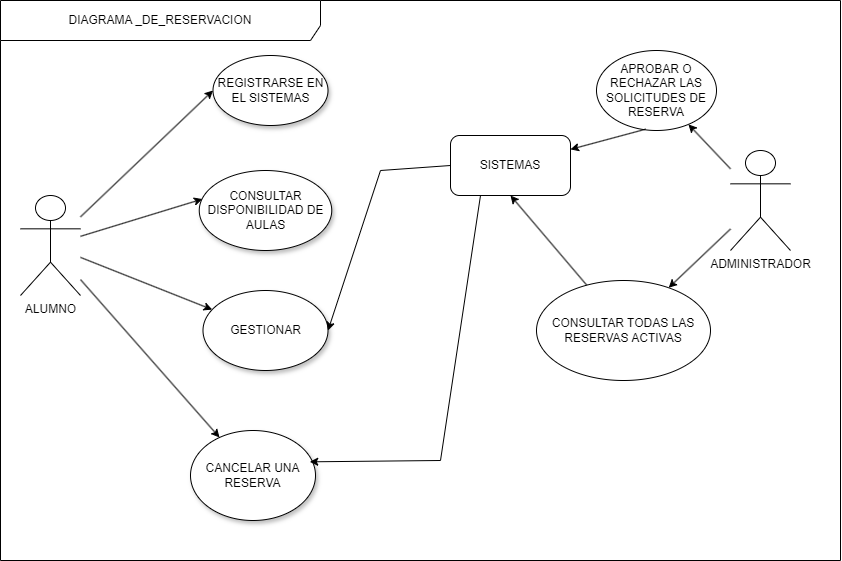 DIAGRAMA _DE_RESERVACION
REGISTRARSE EN
EL SISTEMAS
APROBAR O
RECHAZAR LAS
SOLICITUDES DE
RESERVA
SISTEMAS
CONSULTAR
DISPONIBILIDAD DE
AULAS
ADMINISTRADOR
ALUMNO
GESTIONAR
CONSULTAR TODAS LAS
RESERVAS ACTIVAS
CANCELAR UNA
RESERVA